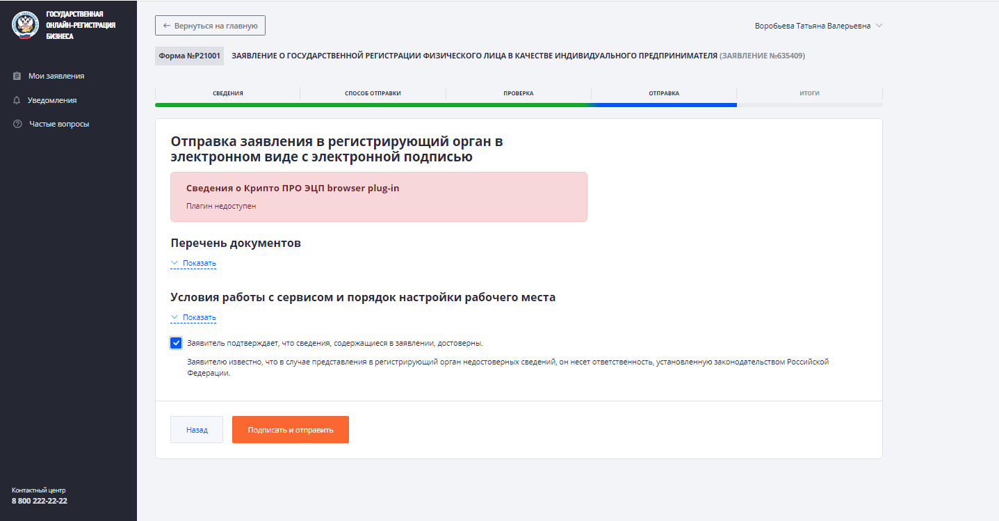 ГОСУДАРСТВЕННАЯ
ОНЛАЙН-РЕГИСТРАЦИЯ
БИЗНЕСА
Мои заявления
Уведомления
Частые вопросы
Контактный центр
8 800 222-22-22
← Вернуться на главную
Воробьева Татьяна Валерьевна
Форма №Р21001 ЗАЯВЛЕНИЕ О ГОСУДАРСТВЕННОЙ РЕГИСТРАЦИИ ФИЗИЧЕСКОГО ЛИЦА В КАЧЕСТВЕ ИНДИВИДУАЛЬНОГО ПРЕДПРИНИМАТЕЛЯ (ЗАЯВЛЕНИЕ №635409)
СВЕДЕНИЯ СПОСОБ ОТПРАВКИ ПРОВЕРКА ОТПРАВКА ИТОГИ
Отправка заявления в регистрирующий орган в
электронном виде с электронной подписью
Сведения о Крипто ПРО ЭЦП browser plug-in
Плагин недоступен
Перечень документов
Показать
Условия работы с сервисом и порядок настройки рабочего места
Показать
Заявитель подтверждает, что сведения, содержащиеся в заявлении, достоверны.
Заявителю известно, что в случае представления в регистрирующий орган недостоверных сведений, он несет ответственность, установленную законодательством Российской
Федерации.
Назад Подписать и отправить